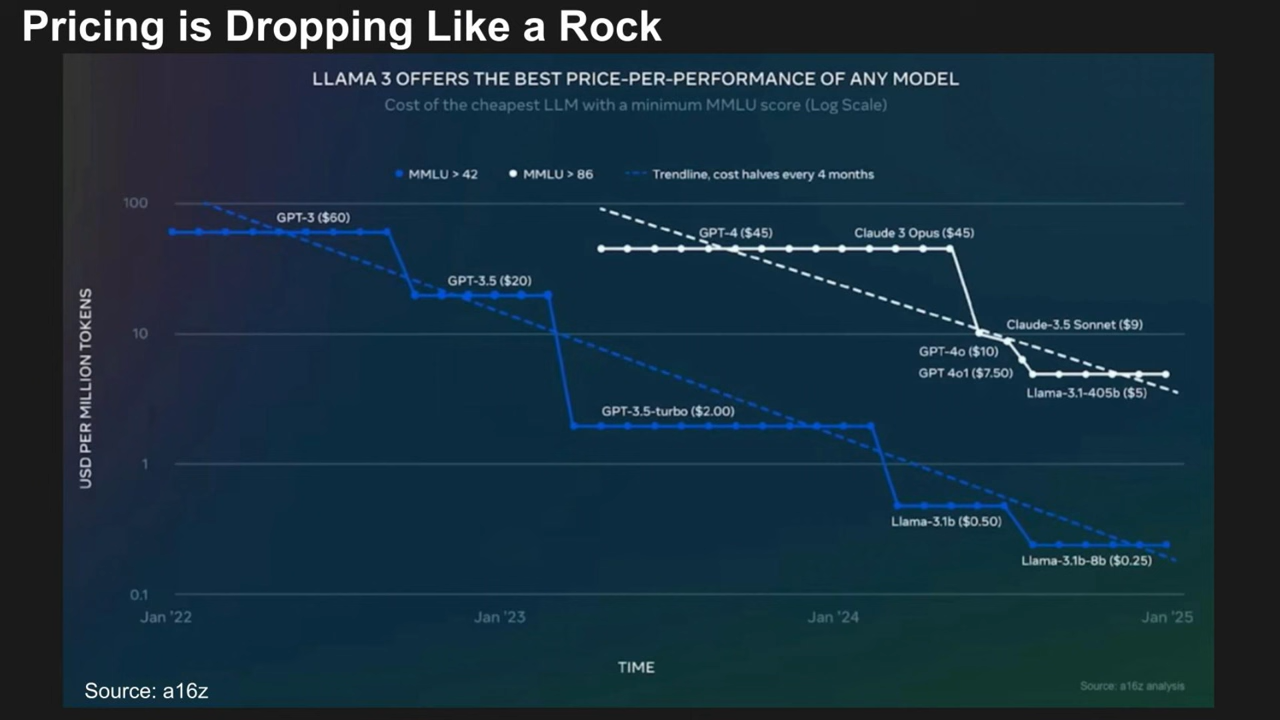 Pricing is Dropping Like a Rock
LLAMA 3 OFFERS THE BEST PRICE-PER-PERFORMANCE OF ANY MODEL
Cost of the cheapest LLM with a minimum MMLU score (Log Scale)
MMLU > 42
MMLU > 86
Trendline, cost halves every 4 months
100
GPT-3 ($60)
GPT-4 ($45)
Claude 3 Opus ($45)
GPT-3.5 ($20)
10
Claude-3.5 Sonnet ($9)
GPT-4o ($10)
GPT 4o1 ($7.50)
Llama-3.1-405b ($5)
GPT-3.5-turbo ($2.00)
USD PER MILLION TOKENS
1
Llama-3.1b ($0.50)
Llama-3.1b-8b ($0.25)
0.1
Jan '22
Jan '23
Jan '24
Jan '25
TIME
Source: a16z
Source: a16z analysis